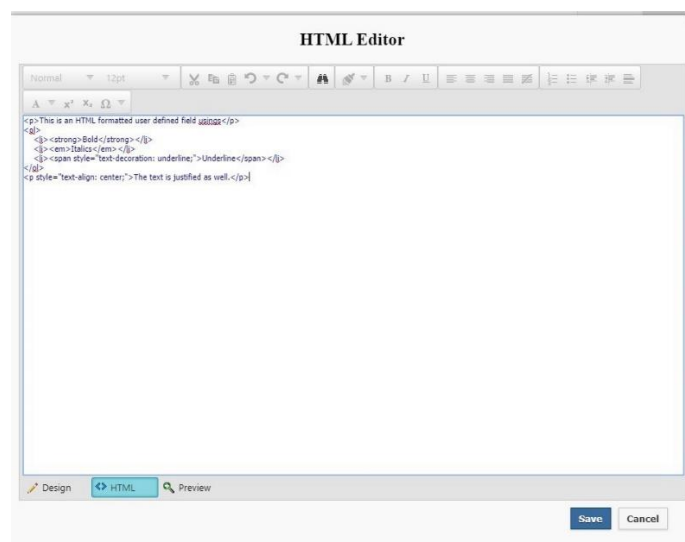 HTML Editor
Normal 12pt B I U
A x² X₂ Ω
<p>This is an HTML formatted user defined field usings</p>
<ol>
<li><strong>Bold</strong></li>
<li><em>Italics</em></li>
<li><span style="text-decoration: underline;">Underline</span></li>
</ol>
<p style="text-align: center;">The text is justified as well.</p>
Design HTML Preview
Save Cancel